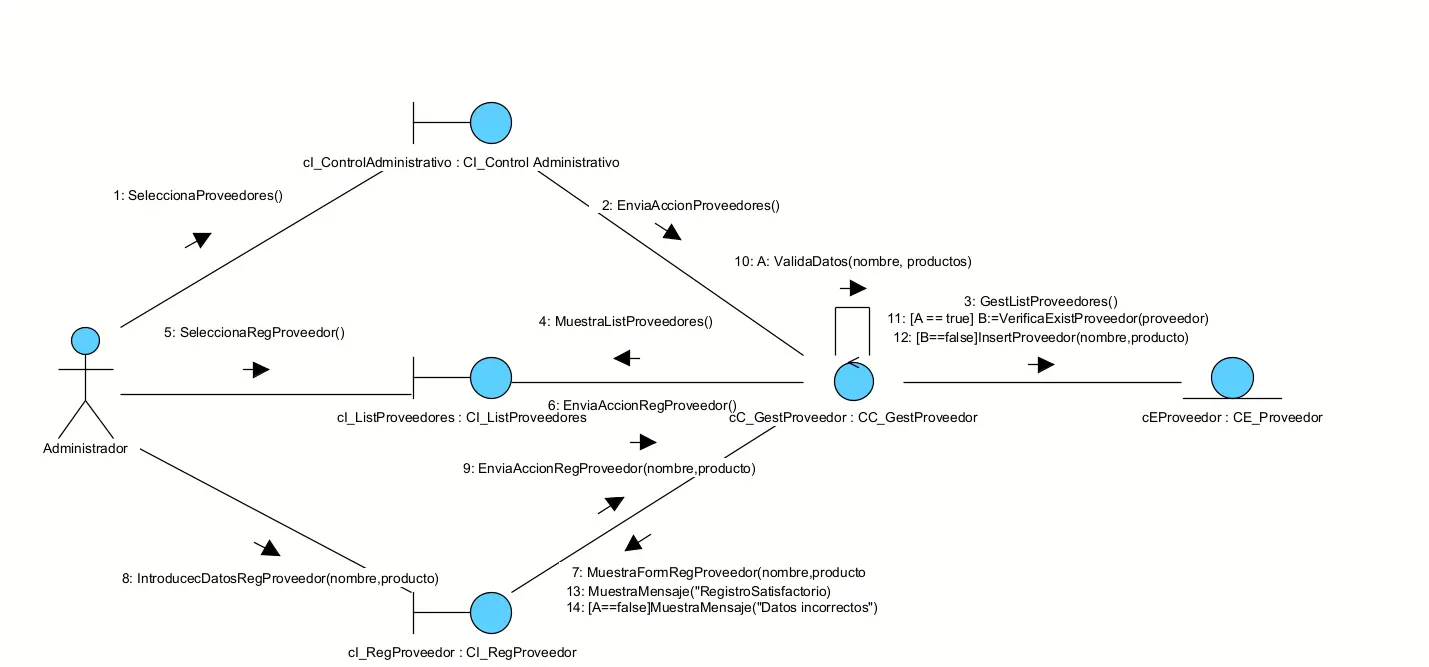 cI_ControlAdministrativo : CI_Control Administrativo
1: SeleccionaProveedores()
2: EnviaAccionProveedores()
10: A: ValidaDatos(nombre, productos)
3: GestListProveedores()
11: [A == true] B:=VerificaExistProveedor(proveedor)
12: [B==false]InsertProveedor(nombre,producto)
4: MuestraListProveedores()
5: SeleccionaRegProveedor()
6: EnviaAccionRegProveedor()
cI_ListProveedores : CI_ListProveedores
cC_GestProveedor : CC_GestProveedor
cEProveedor : CE_Proveedor
Administrador
9: EnviaAccionRegProveedor(nombre,producto)
8: IntroducecDatosRegProveedor(nombre,producto)
7: MuestraFormRegProveedor(nombre,producto
13: MuestraMensaje("RegistroSatisfactorio)
14: [A==false]MuestraMensaje("Datos incorrectos")
cI_RegProveedor : CI_RegProveedor